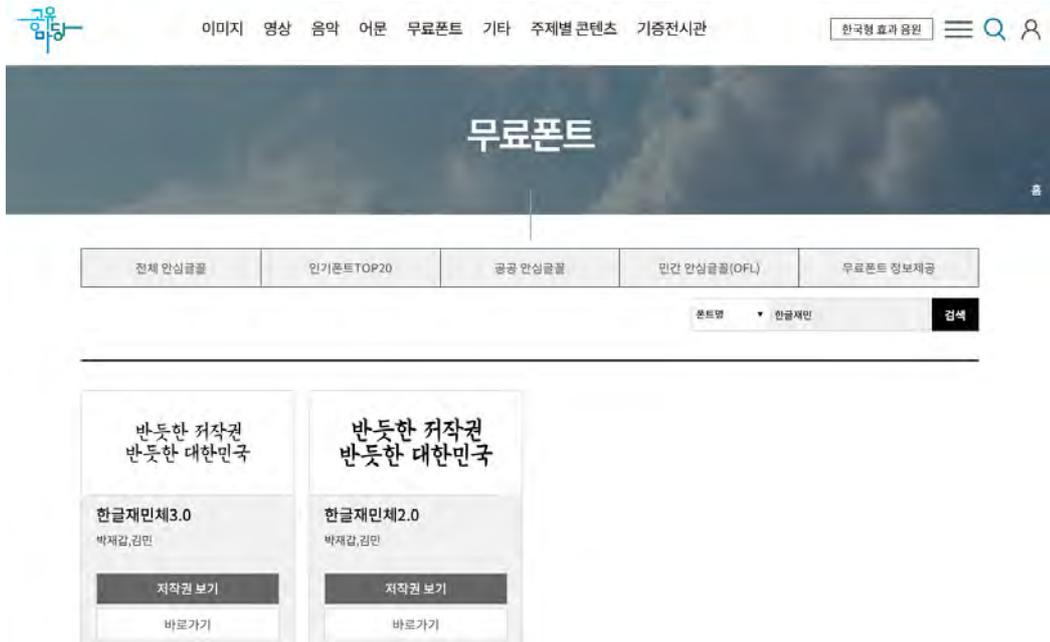 공유마당
이미지 영상 음악 어문 무료폰트 기타 주제별 콘텐츠 기증전시관 한국형 효과 음원
무료폰트
홈
전체 안심글꼴 인기폰트TOP20 공공 안심글꼴 민간 안심글꼴(OFL) 무료폰트 정보제공
폰트명 ▼ 한글재민 검색
반듯한 저작권
반듯한 대한민국
한글재민체3.0
박재갑,김민
저작권 보기
바로가기
반듯한 저작권
반듯한 대한민국
한글재민체2.0
박재갑,김민
저작권 보기
바로가기